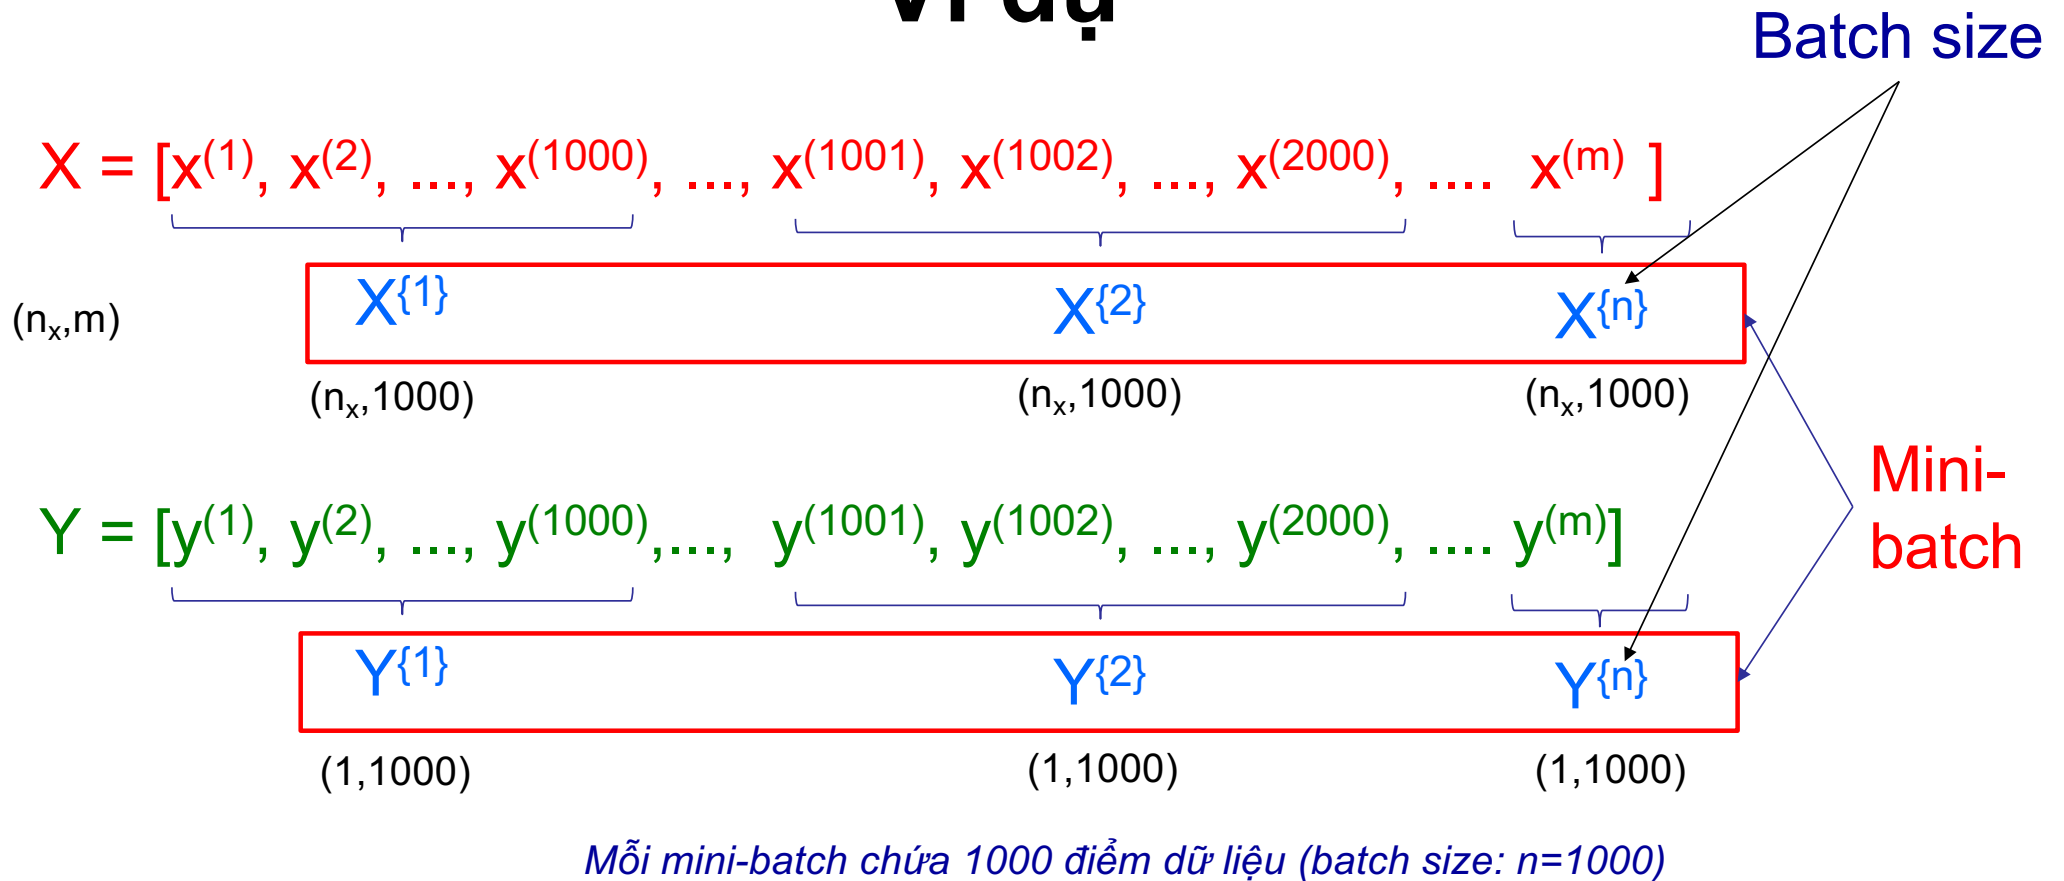 Ví dụ
Batch size
X = [x(1), x(2), ..., x(1000), ..., x(1001), x(1002), ..., x(2000), .... x(m) ]
X{1} X{2} X{n}
(nx,m)
(nx,1000) (nx,1000) (nx,1000)
Mini-
batch
Y = [y(1), y(2), ..., y(1000),..., y(1001), y(1002), ..., y(2000), .... y(m)]
Y{1} Y{2} Y{n}
(1,1000) (1,1000) (1,1000)
Mỗi mini-batch chứa 1000 điểm dữ liệu (batch size: n=1000)